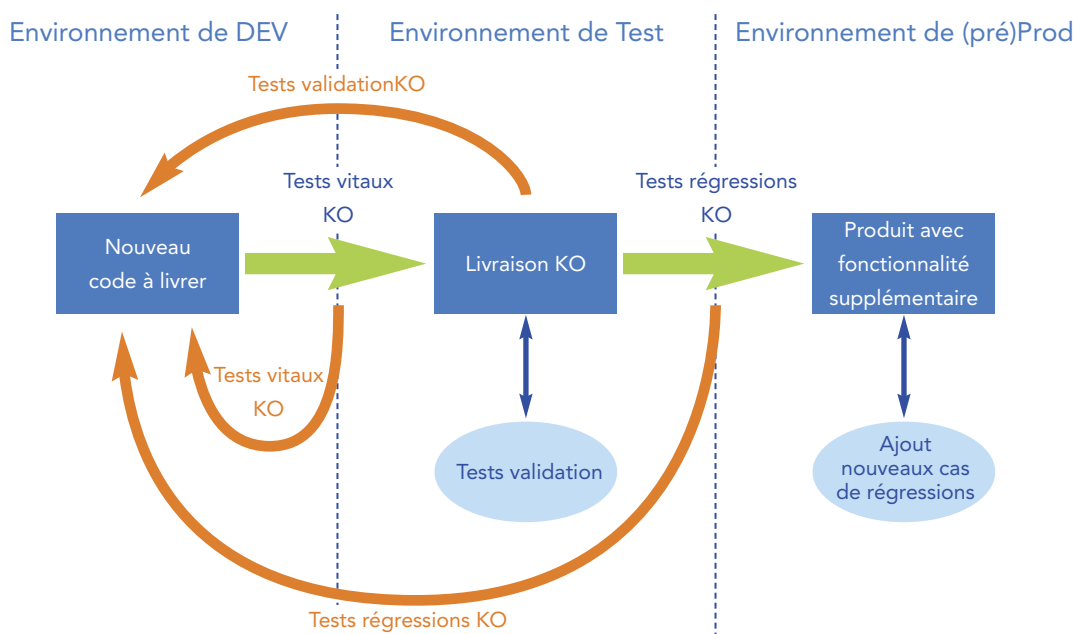 Environnement de DEV
Environnement de Test
Environnement de (pré)Prod
Tests validationKO
Tests vitaux
KO
Tests régressions
KO
Nouveau
code à livrer
Livraison KO
Produit avec
fonctionnalité
supplémentaire
Tests vitaux
KO
Tests validation
Ajout
nouveaux cas
de régressions
Tests régressions KO